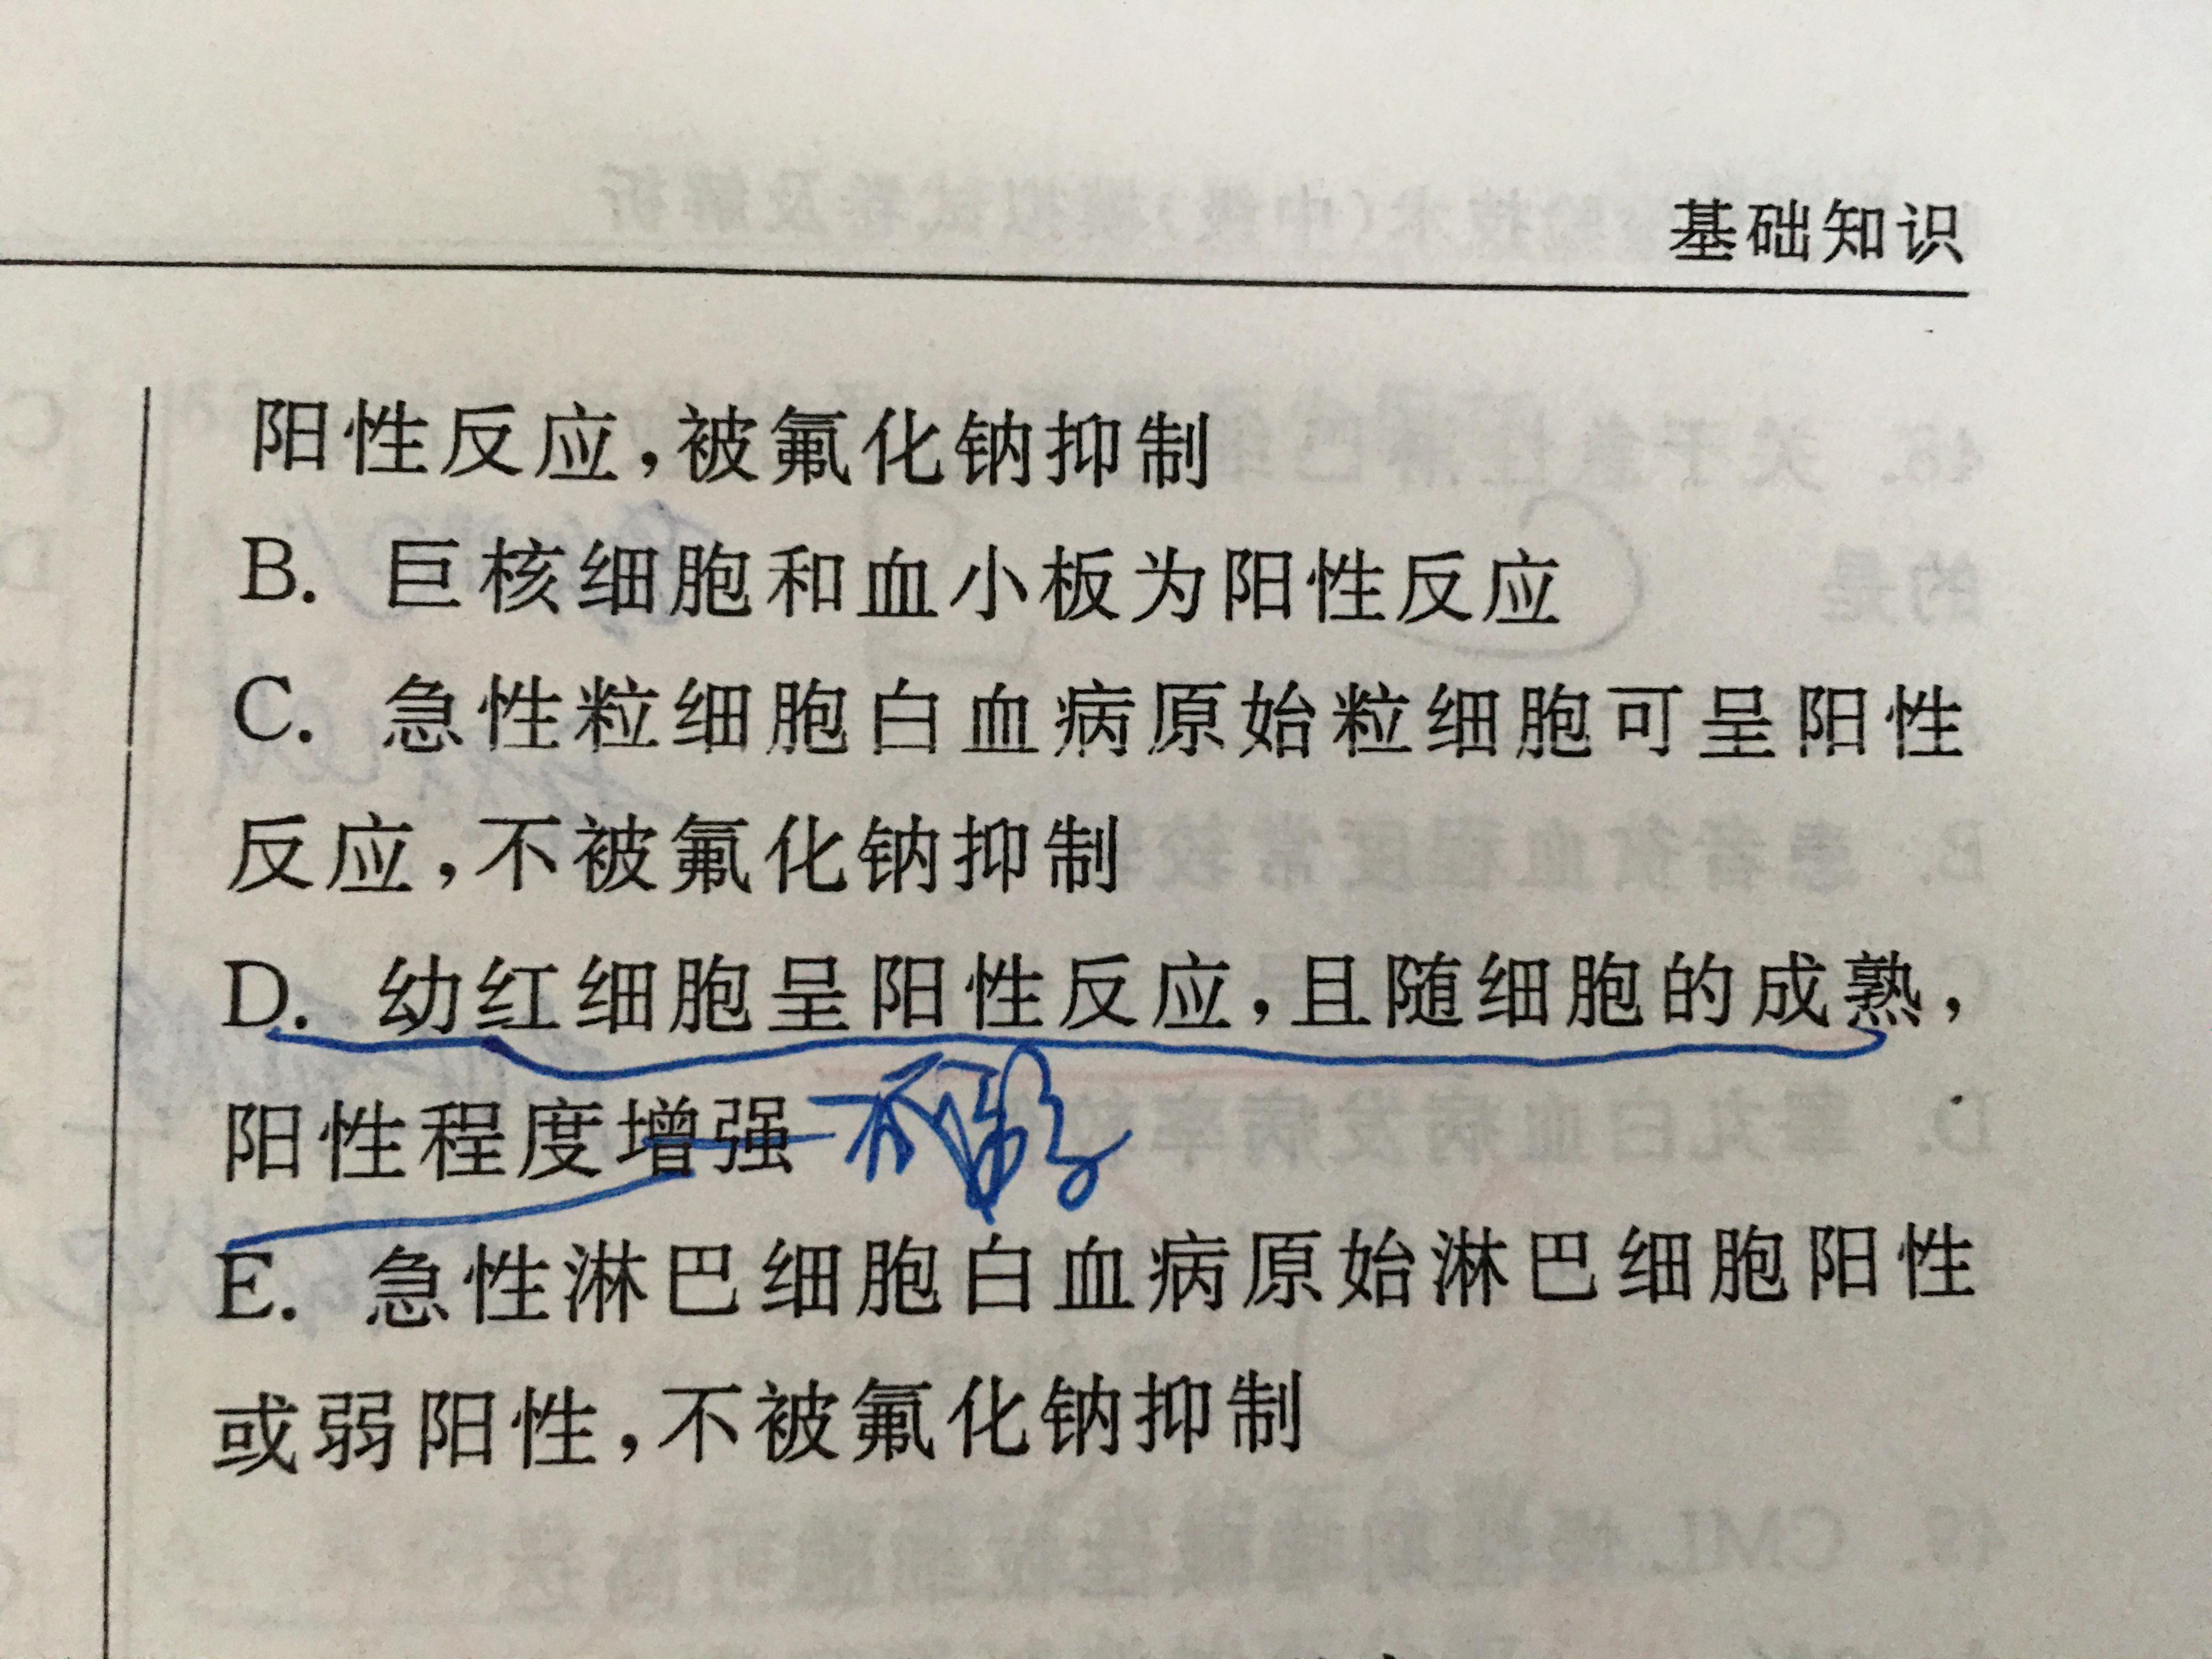 基础知识
阳性反应,被氟化钠抑制
B. 巨核细胞和血小板为阳性反应
C. 急性粒细胞白血病原始粒细胞可呈阳性
反应,不被氟化钠抑制
D. 幼红细胞呈阳性反应,且随细胞的成熟,
阳性程度增强
E. 急性淋巴细胞白血病原始淋巴细胞阳性
或弱阳性,不被氟化钠抑制